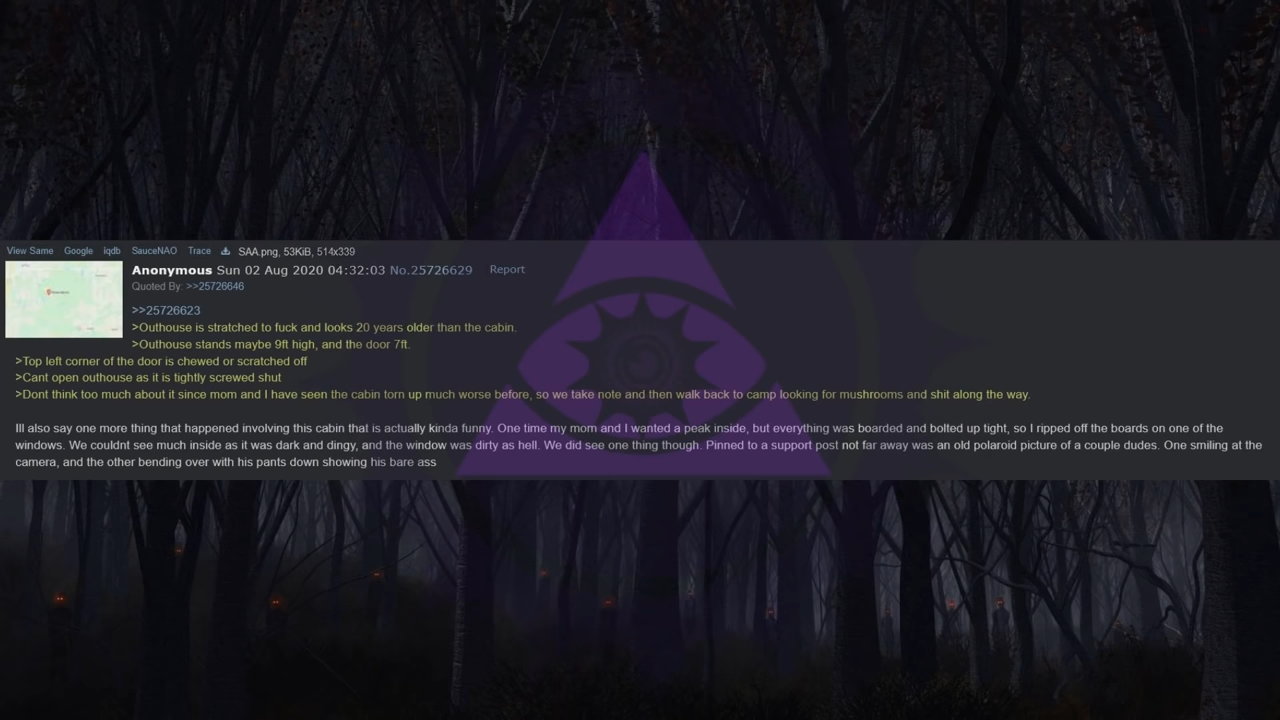 View Same Google iqdb SauceNAO Trace SAA.png, 53KiB, 514x339
Anonymous Sun 02 Aug 2020 04:32:03 No.25726629 Report
Quoted By: >>25726646
>>25726623
>Outhouse is stratched to fuck and looks 20 years older than the cabin.
>Outhouse stands maybe 9ft high, and the door 7ft.
>Top left corner of the door is chewed or scratched off
>Cant open outhouse as it is tightly screwed shut
>Dont think too much about it since mom and I have seen the cabin torn up much worse before, so we take note and then walk back to camp looking for mushrooms and shit along the way.
Ill also say one more thing that happened involving this cabin that is actually kinda funny. One time my mom and I wanted a peak inside, but everything was boarded and bolted up tight, so I ripped off the boards on one of the
windows. We couldnt see much inside as it was dark and dingy, and the window was dirty as hell. We did see one thing though. Pinned to a support post not far away was an old polaroid picture of a couple dudes. One smiling at the
camera, and the other bending over with his pants down showing his bare ass